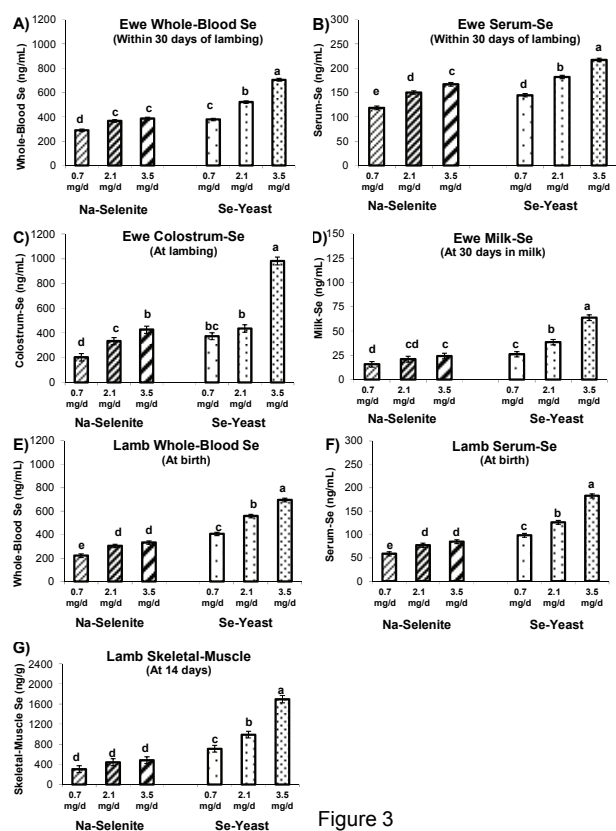 A)
Ewe Whole-Blood Se
(Within 30 days of lambing)
Whole-Blood Se (ng/mL)
1200
1000
800
600
400
200
0
d
c
c
c
b
a
0.7 mg/d
2.1 mg/d
3.5 mg/d
0.7 mg/d
2.1 mg/d
3.5 mg/d
Na-Selenite
Se-Yeast
B)
Ewe Serum-Se
(Within 30 days of lambing)
Serum-Se (ng/mL)
300
250
200
150
100
50
0
e
d
c
d
b
a
0.7 mg/d
2.1 mg/d
3.5 mg/d
0.7 mg/d
2.1 mg/d
3.5 mg/d
Na-Selenite
Se-Yeast
C)
Ewe Colostrum-Se
(At lambing)
Colostrum-Se (ng/mL)
1200
1000
800
600
400
200
0
d
c
b
bc
b
a
0.7 mg/d
2.1 mg/d
3.5 mg/d
0.7 mg/d
2.1 mg/d
3.5 mg/d
Na-Selenite
Se-Yeast
D)
Ewe Milk-Se
(At 30 days in milk)
Milk-Se (ng/mL)
150
125
100
75
50
25
0
d
cd
c
c
b
a
0.7 mg/d
2.1 mg/d
3.5 mg/d
0.7 mg/d
2.1 mg/d
3.5 mg/d
Na-Selenite
Se-Yeast
E)
Lamb Whole-Blood Se
(At birth)
Whole-Blood Se (ng/mL)
1200
1000
800
600
400
200
0
e
d
d
c
b
a
0.7 mg/d
2.1 mg/d
3.5 mg/d
0.7 mg/d
2.1 mg/d
3.5 mg/d
Na-Selenite
Se-Yeast
F)
Lamb Serum-Se
(At birth)
Serum-Se (ng/mL)
300
250
200
150
100
50
0
e
d
d
c
b
a
0.7 mg/d
2.1 mg/d
3.5 mg/d
0.7 mg/d
2.1 mg/d
3.5 mg/d
Na-Selenite
Se-Yeast
G)
Lamb Skeletal-Muscle
(At 14 days)
Skeletal-Muscle Se (ng/g)
2400
2000
1600
1200
800
400
0
d
d
d
c
b
a
0.7 mg/d
2.1 mg/d
3.5 mg/d
0.7 mg/d
2.1 mg/d
3.5 mg/d
Na-Selenite
Se-Yeast
Figure 3